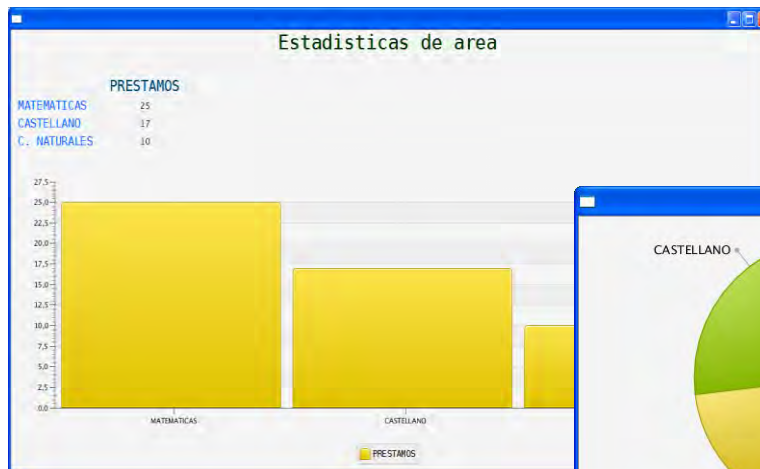 Estadisticas de area
PRESTAMOS
MATEMATICAS 25
CASTELLANO 17
C. NATURALES 10
27,5
25,0
22,5
20,0
17,5
15,0
12,5
10,0
7,5
5,0
2,5
0,0
MATEMATICAS CASTELLANO
PRESTAMOS
CASTELLANO